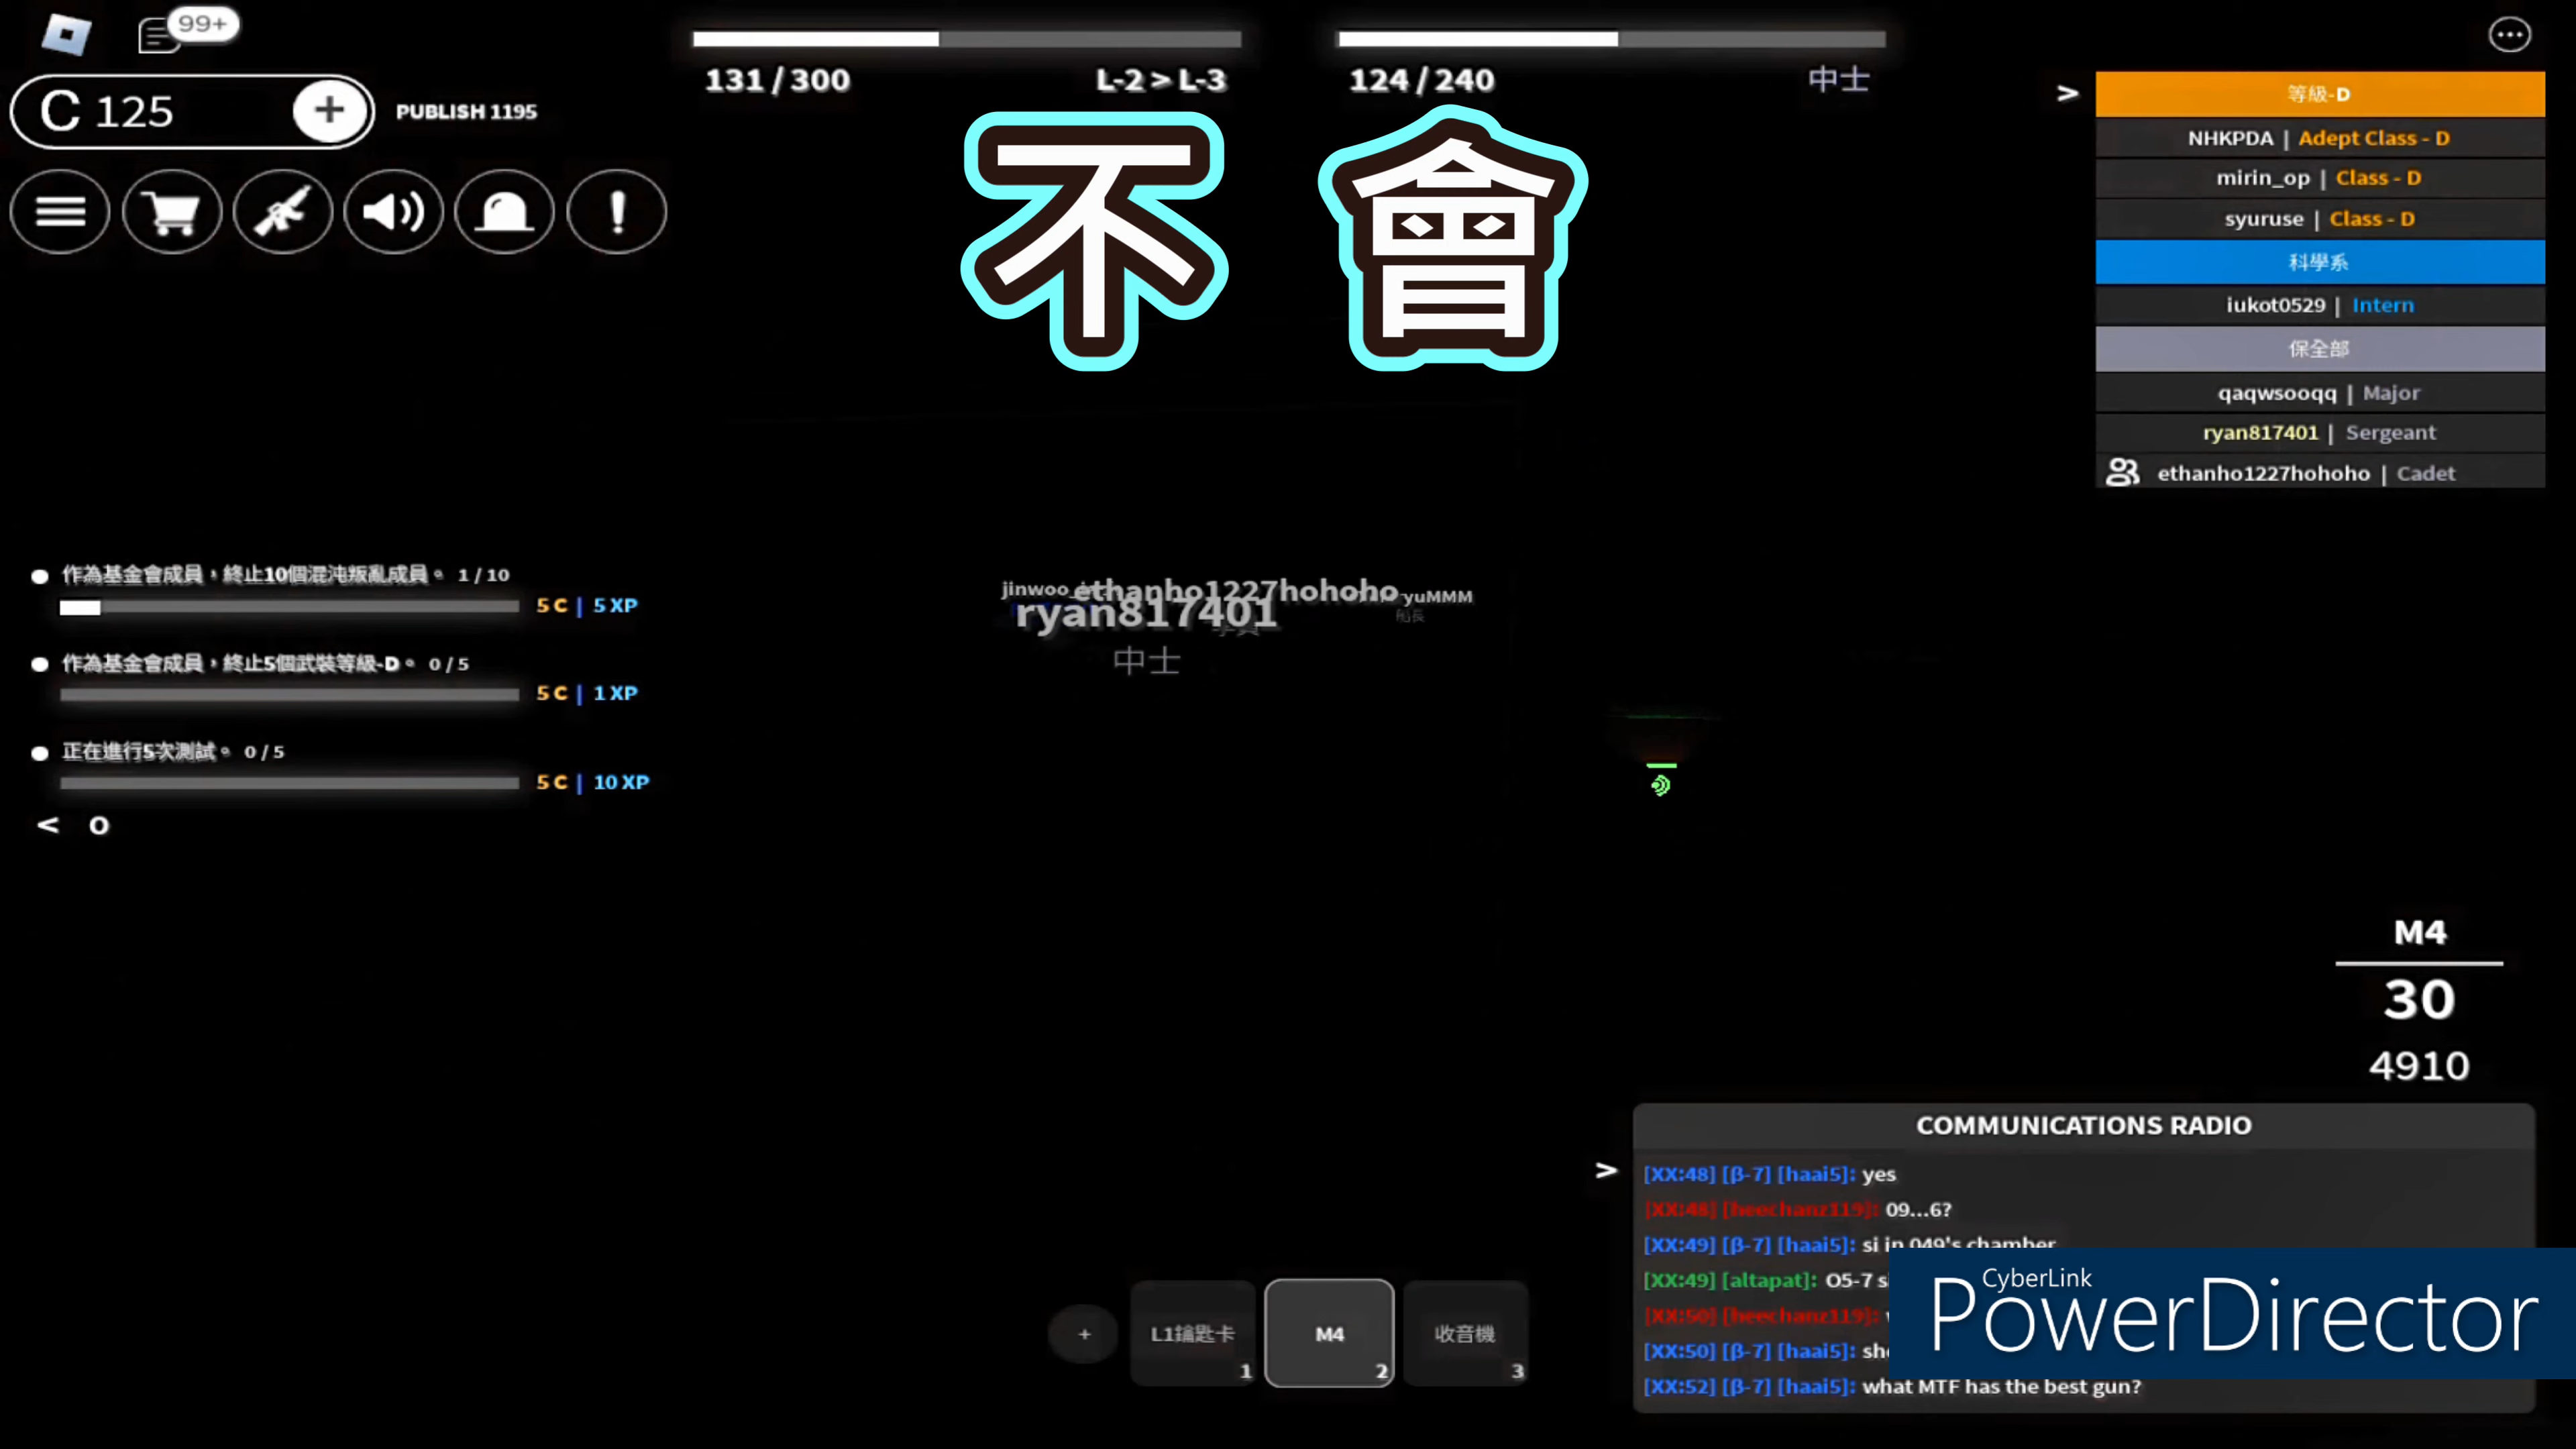 99+
C 125 +
PUBLISH 1195
131 / 300 L-2 > L-3
124 / 240 中士
不會
> 等級-D
NHKPDA | Adept Class - D
mirin_op | Class - D
syuruse | Class - D
科學系
iukot0529 | Intern
保全部
qaqwsooqq | Major
ryan817401 | Sergeant
ethanho1227hohoho | Cadet
作為基金會成員，終止10個混沌叛亂成員。 1 / 10
5 C | 5 XP
作為基金會成員，終止5個武裝等級-D。 0 / 5
5 C | 1 XP
正在進行5次測試。 0 / 5
5 C | 10 XP
< O
jinwoo
ethanho1227hohoho
yuMMM
船長
ryan817401
中士
M4
30
4910
COMMUNICATIONS RADIO
> [XX:48] [β-7] [haai5]: yes
[XX:48] [heechanz119]: 09...6?
[XX:49] [β-7] [haai5]: si in 049's chamber
[XX:49] [altapat]: O5-7
[XX:50] [heechanz119]:
[XX:50] [β-7] [haai5]:
[XX:52] [β-7] [haai5]: what MTF has the best gun?
CyberLink
PowerDirector
+
L1鑰匙卡 1
M4 2
收音機 3